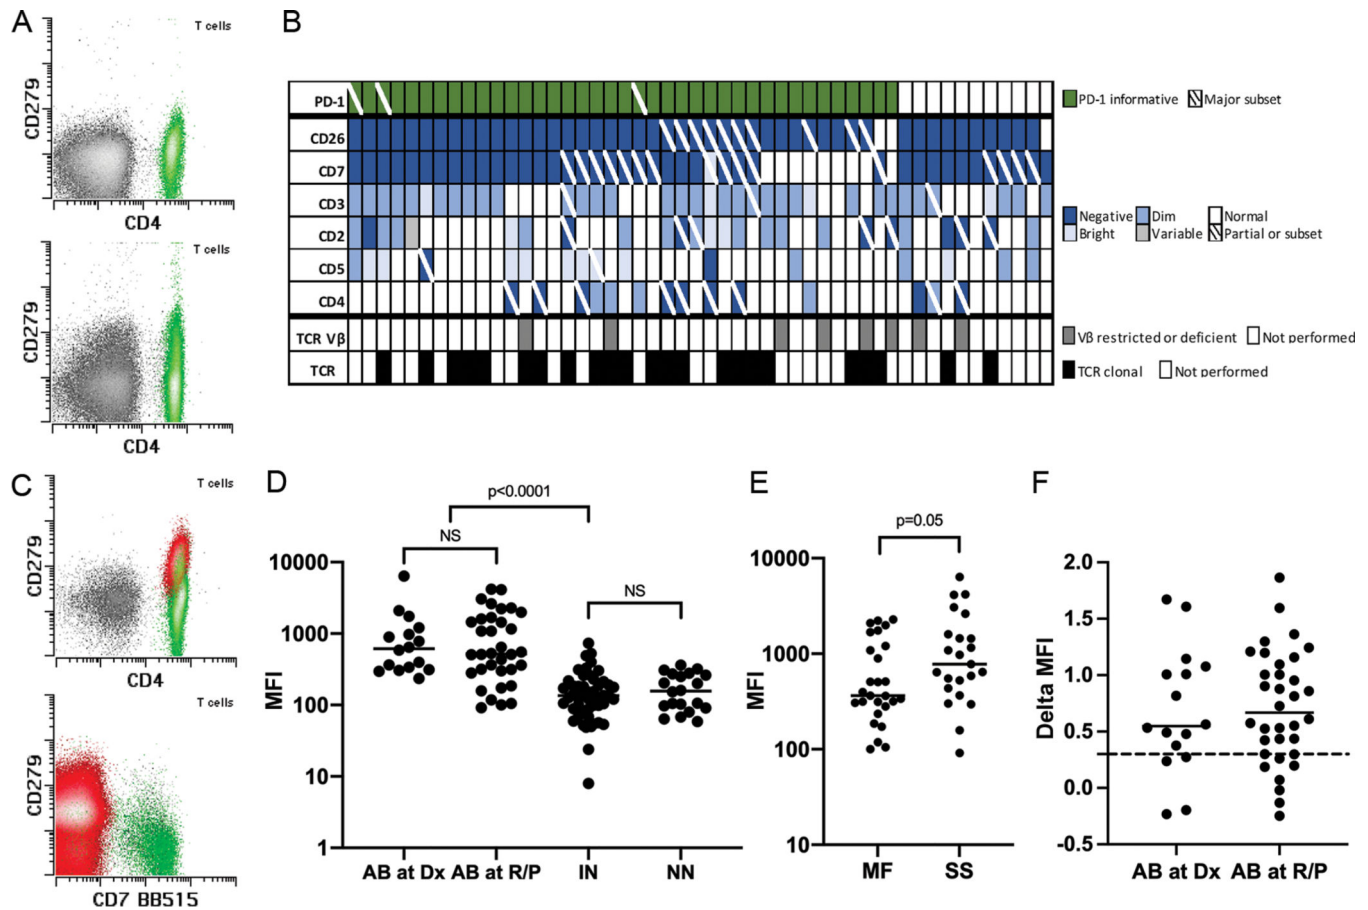 A
T cells
CD279
CD4
T cells
CD279
CD4
B
PD-1
CD26
CD7
CD3
CD2
CD5
CD4
TCR Vβ
TCR
PD-1 informative Major subset
Negative Dim Normal
Bright Variable Partial or subset
Vβ restricted or deficient Not performed
TCR clonal Not performed
C
T cells
CD279
CD4
T cells
CD279
CD7 BB515
D
p<0.0001
NS
NS
MFI
10000
1000
100
10
1
AB at Dx AB at R/P IN NN
E
p=0.05
MFI
10000
1000
100
10
MF SS
F
Delta MFI
2.0
1.5
1.0
0.5
0.0
-0.5
AB at Dx AB at R/P